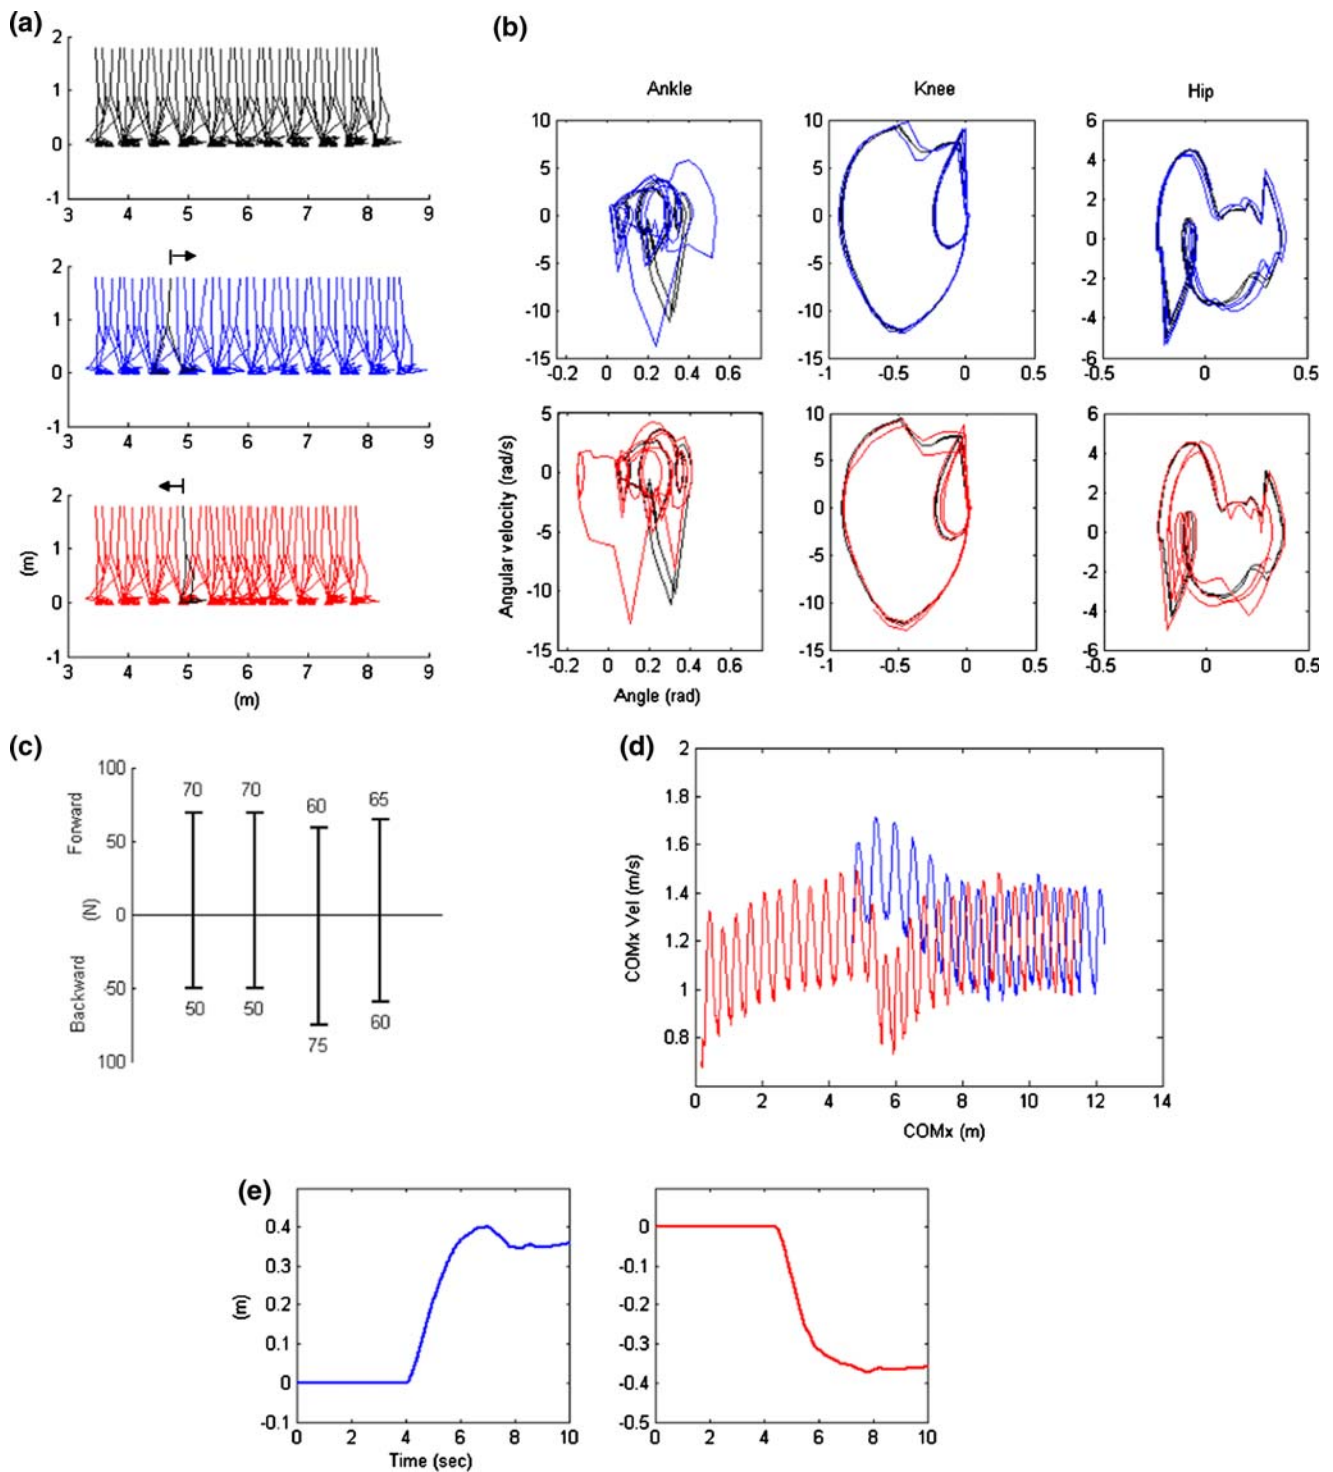 (a)
2
1
0
-1
3 4 5 6 7 8 9
2
1
0
-1
3 4 5 6 7 8 9
(m)
2
1
0
-1
3 4 5 6 7 8 9
(m)
(b)
Ankle Knee Hip
10
5
0
-5
-10
-15
-0.2 0 0.2 0.4 0.6
10
5
0
-5
-10
-15
-1 -0.5 0
6
4
2
0
-2
-4
-6
-0.5 0 0.5
Angular velocity (rad/s)
5
0
-5
-10
-15
-0.2 0 0.2 0.4 0.6
Angle (rad)
10
5
0
-5
-10
-15
-1 -0.5 0
6
4
2
0
-2
-4
-6
-0.5 0 0.5
(c)
Backward (N) Forward
100
50
0
-50
100
70 70 60 65
50 50 75 60
(d)
COMx Vel (m/s)
2
1.8
1.6
1.4
1.2
1
0.8
0 2 4 6 8 10 12 14
COMx (m)
(e)
(m)
0.4
0.3
0.2
0.1
0
-0.1
0 2 4 6 8 10
Time (sec)
0
-0.1
-0.2
-0.3
-0.4
-0.5
0 2 4 6 8 10